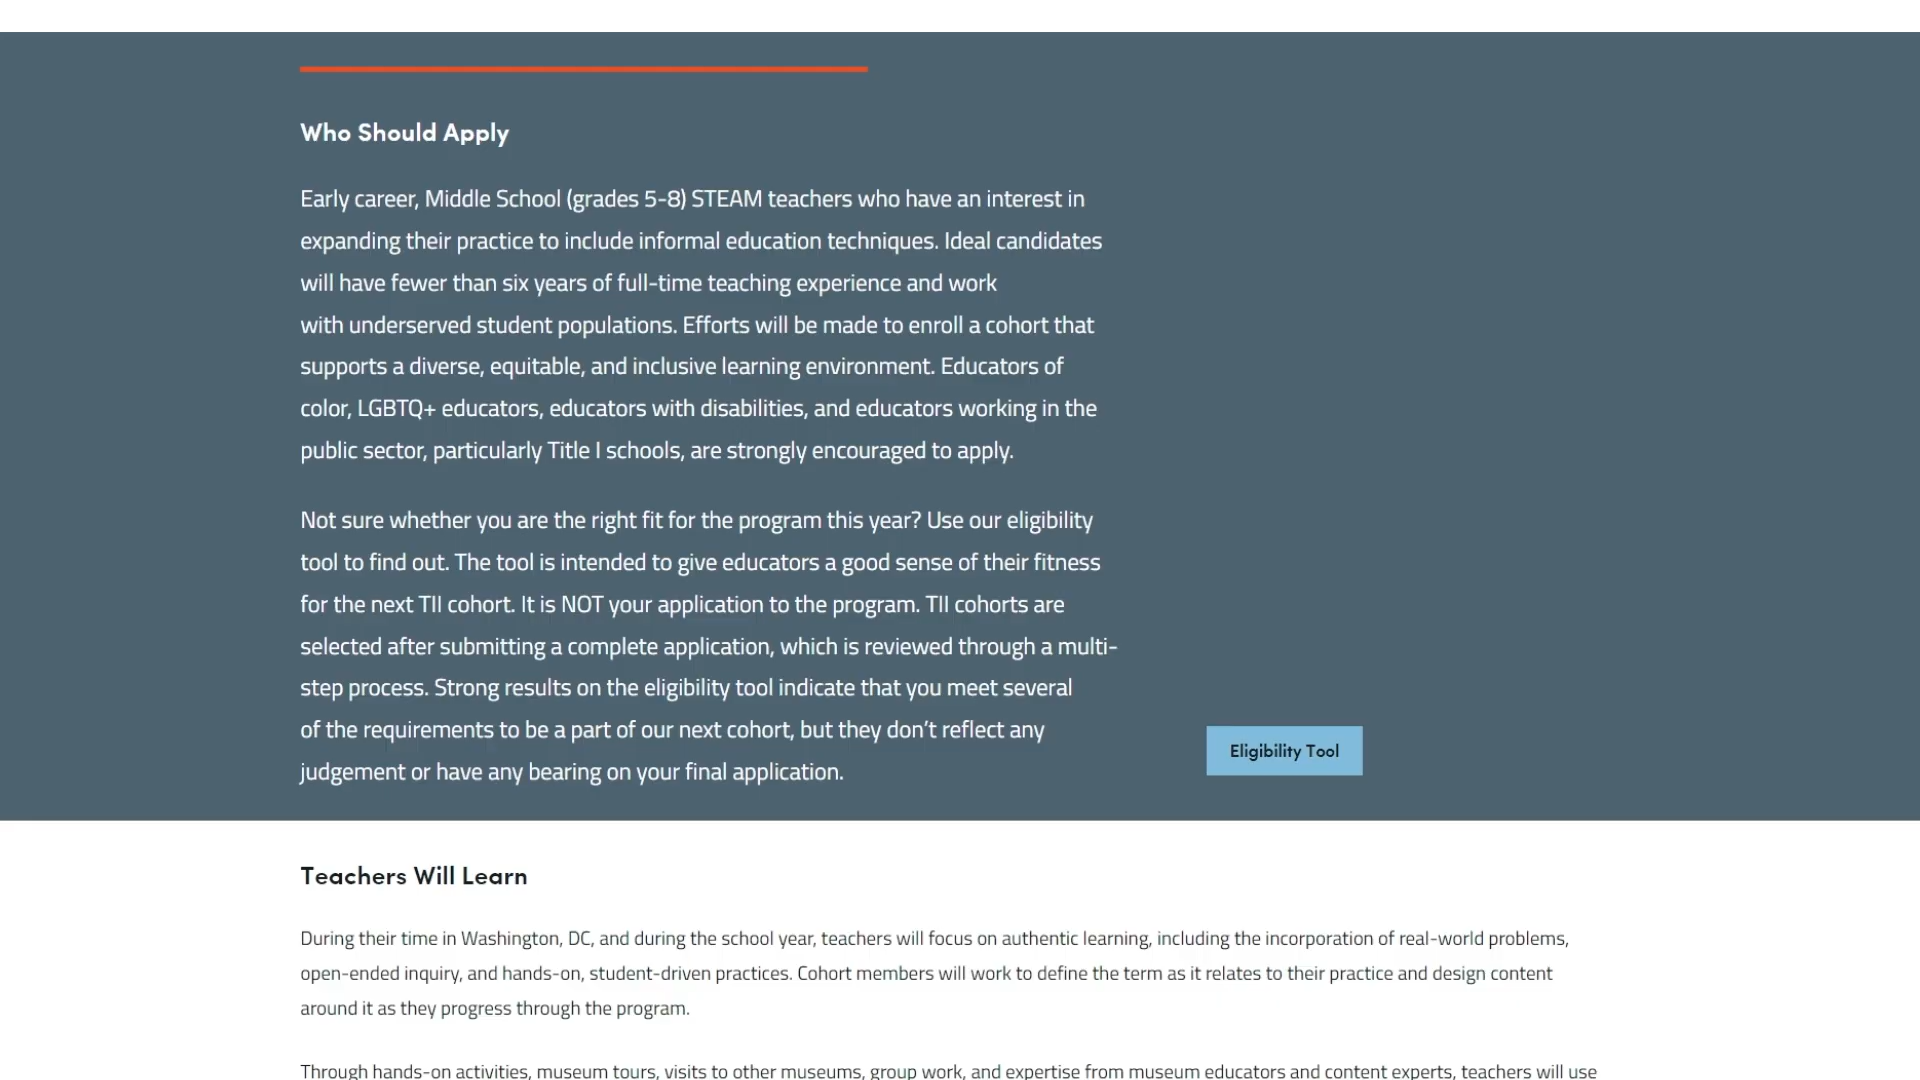 Who Should Apply
Early career, Middle School (grades 5-8) STEAM teachers who have an interest in
expanding their practice to include informal education techniques. Ideal candidates
will have fewer than six years of full-time teaching experience and work
with underserved student populations. Efforts will be made to enroll a cohort that
supports a diverse, equitable, and inclusive learning environment. Educators of
color, LGBTQ+ educators, educators with disabilities, and educators working in the
public sector, particularly Title I schools, are strongly encouraged to apply.
Not sure whether you are the right fit for the program this year? Use our eligibility
tool to find out. The tool is intended to give educators a good sense of their fitness
for the next TII cohort. It is NOT your application to the program. TII cohorts are
selected after submitting a complete application, which is reviewed through a multi-
step process. Strong results on the eligibility tool indicate that you meet several
of the requirements to be a part of our next cohort, but they don’t reflect any
judgement or have any bearing on your final application.
Eligibility Tool
Teachers Will Learn
During their time in Washington, DC, and during the school year, teachers will focus on authentic learning, including the incorporation of real-world problems,
open-ended inquiry, and hands-on, student-driven practices. Cohort members will work to define the term as it relates to their practice and design content
around it as they progress through the program.
Through hands-on activities, museum tours, visits to other museums, group work, and expertise from museum educators and content experts, teachers will use